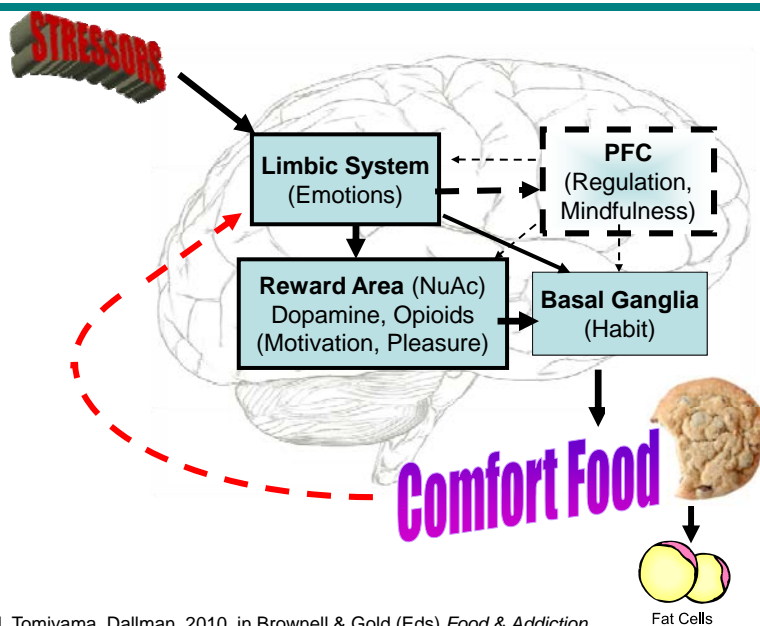 STRESSORS
Limbic System
(Emotions)
PFC
(Regulation,
Mindfulness)
Reward Area (NuAc)
Dopamine, Opioids
(Motivation, Pleasure)
Basal Ganglia
(Habit)
Comfort Food
Fat Cells
Tomiyama, Dallman, 2010, in Brownell & Gold (Eds) Food & Addiction